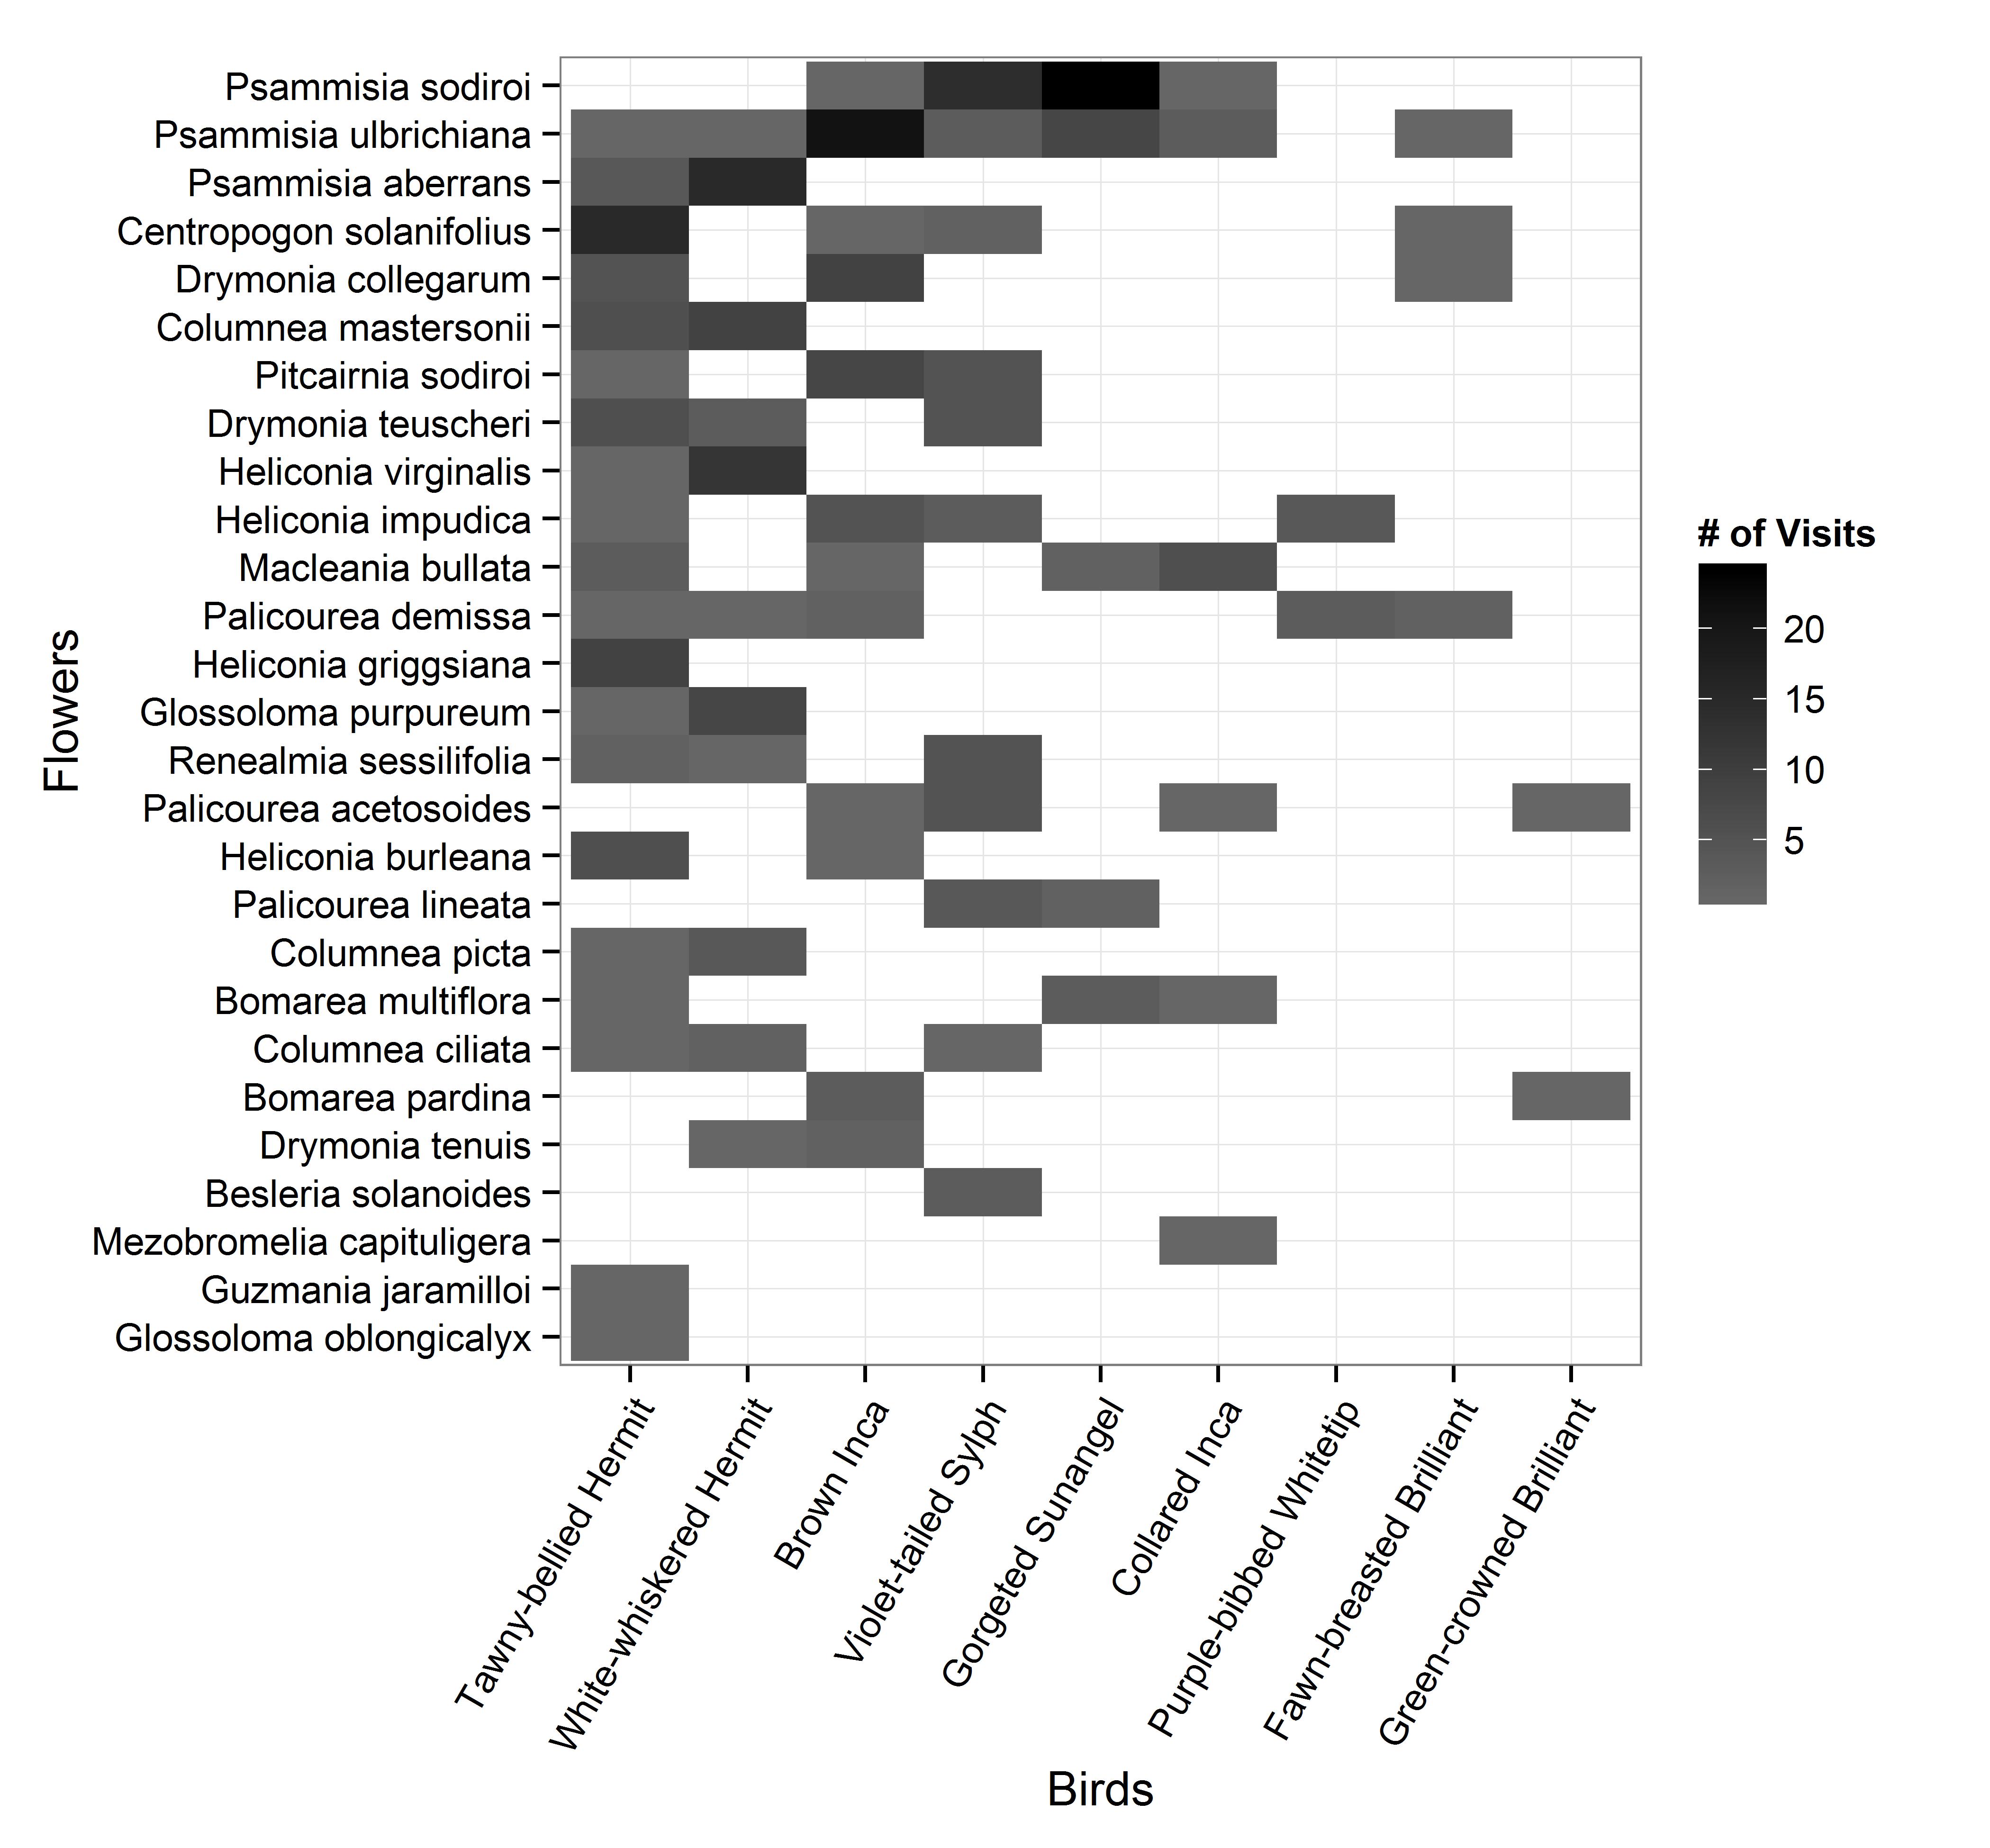 Psammisia sodiroi
Psammisia ulbrichiana
Psammisia aberrans
Centropogon solanifolius
Drymonia collegarum
Columnea mastersonii
Pitcairnia sodiroi
Drymonia teuscheri
Heliconia virginalis
Heliconia impudica
Macleania bullata
Palicourea demissa
Heliconia griggsiana
Glossoloma purpureum
Renealmia sessilifolia
Palicourea acetosoides
Heliconia burleana
Palicourea lineata
Columnea picta
Bomarea multiflora
Columnea ciliata
Bomarea pardina
Drymonia tenuis
Besleria solanoides
Mezobromelia capituligera
Guzmania jaramilloi
Glossoloma oblongicalyx
Flowers
Tawny-bellied Hermit
White-whiskered Hermit
Brown Inca
Violet-tailed Sylph
Gorgeted Sunangel
Collared Inca
Purple-bibbed Whitetip
Fawn-breasted Brilliant
Green-crowned Brilliant
Birds
# of Visits
20
15
10
5